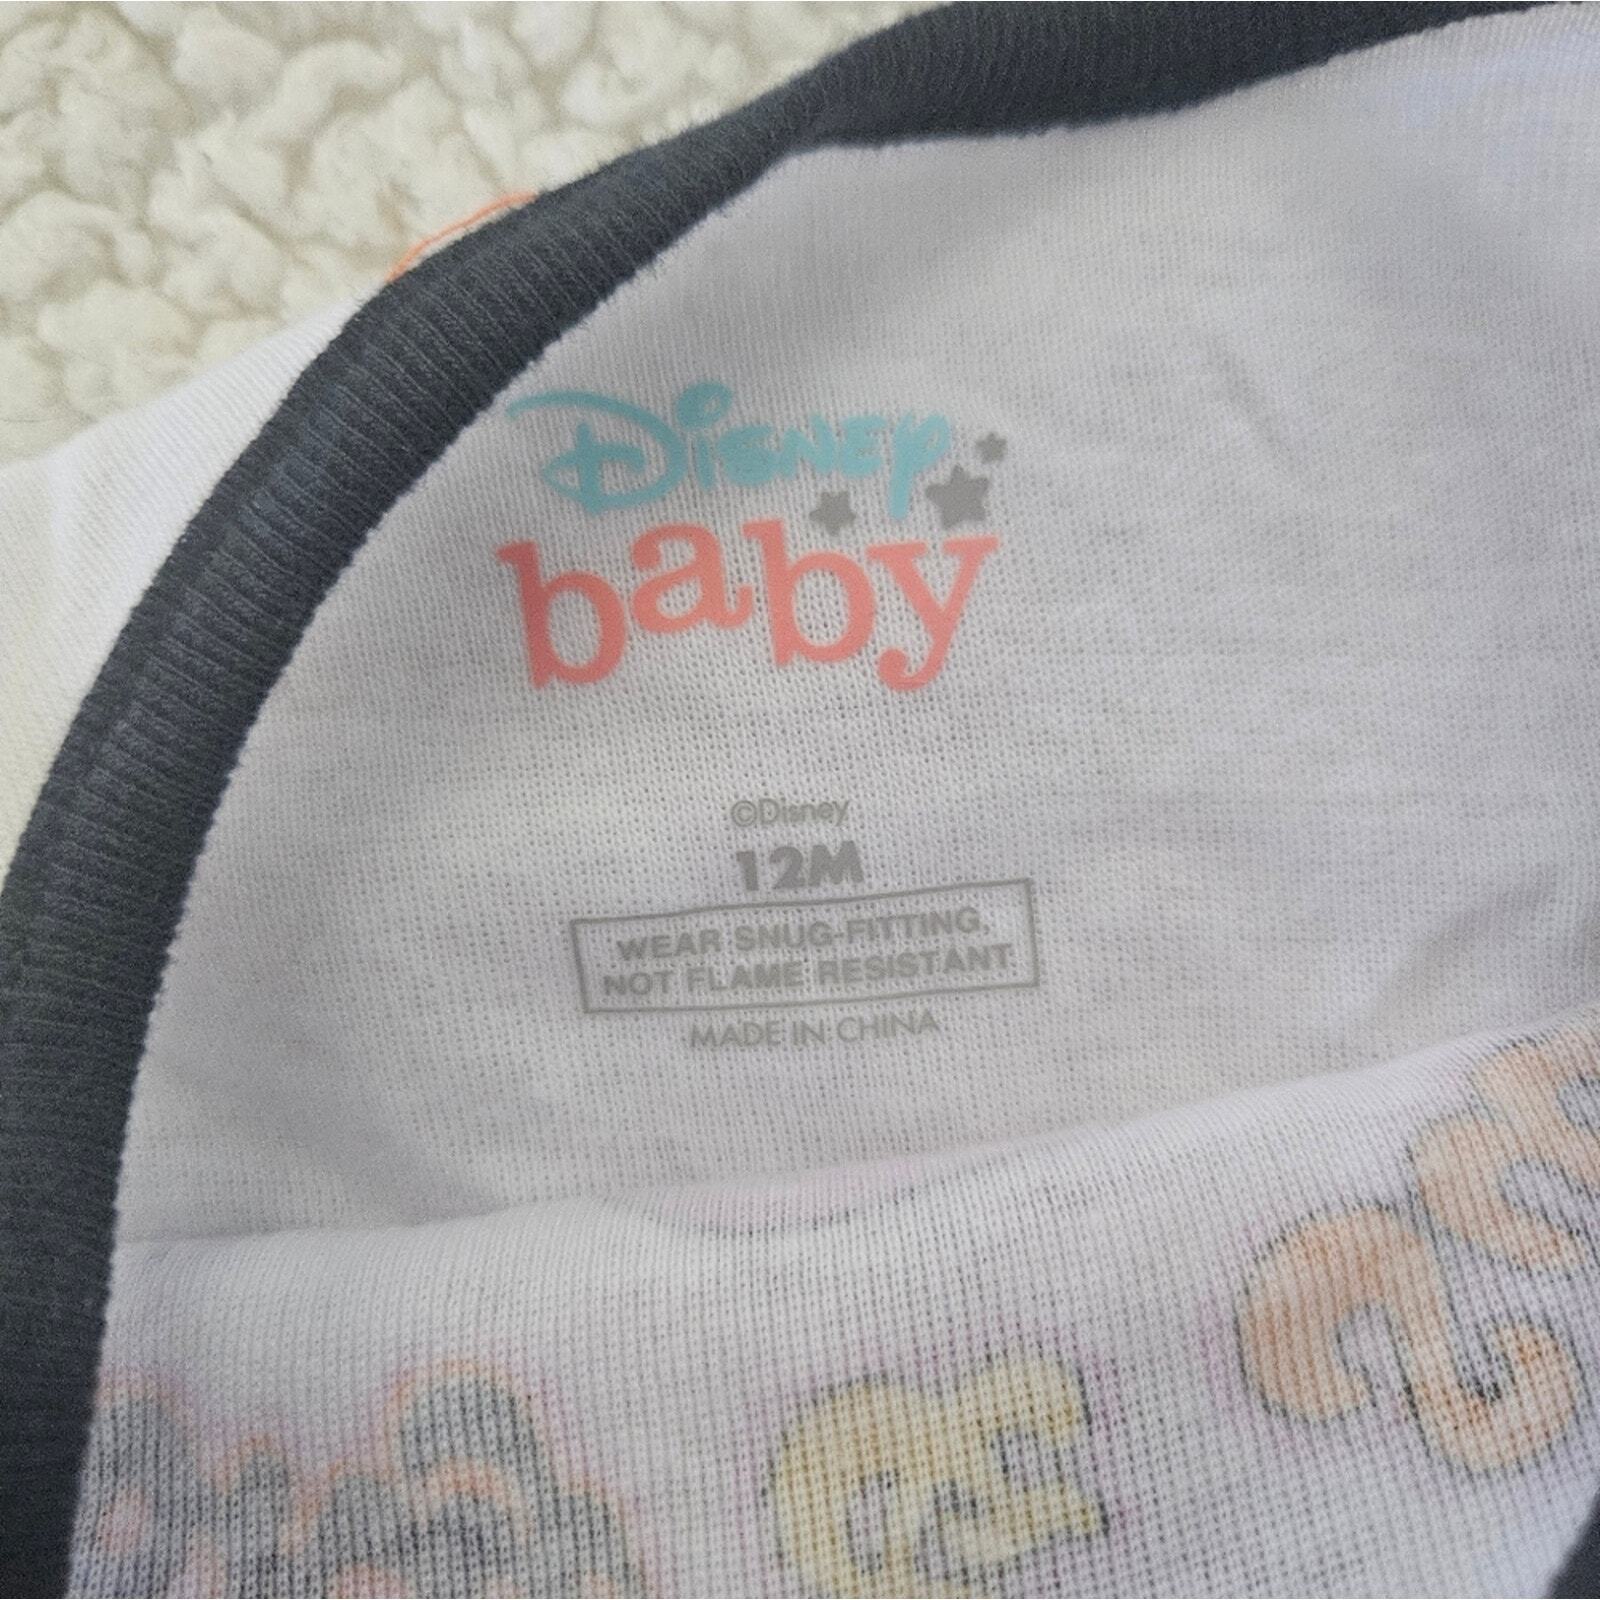 Disney
baby
©Disney
12M
WEAR SNUG-FITTING,
NOT FLAME RESISTANT
MADE IN CHINA